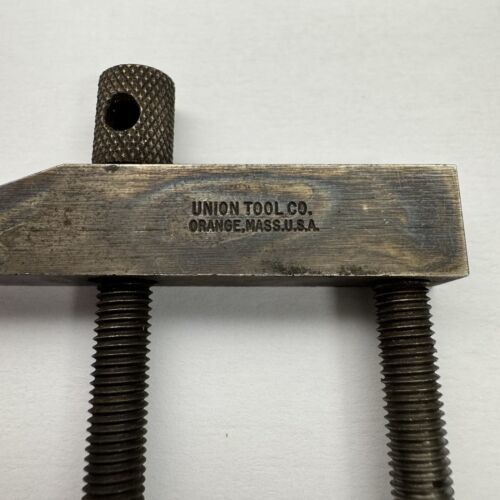 UNION TOOL CO.
ORANGE, MASS. U.S.A.